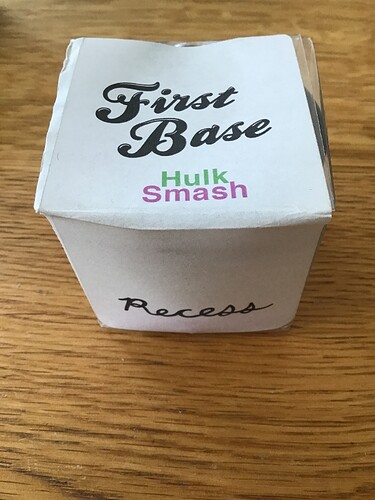 First
Base
Hulk
Smash
Recess